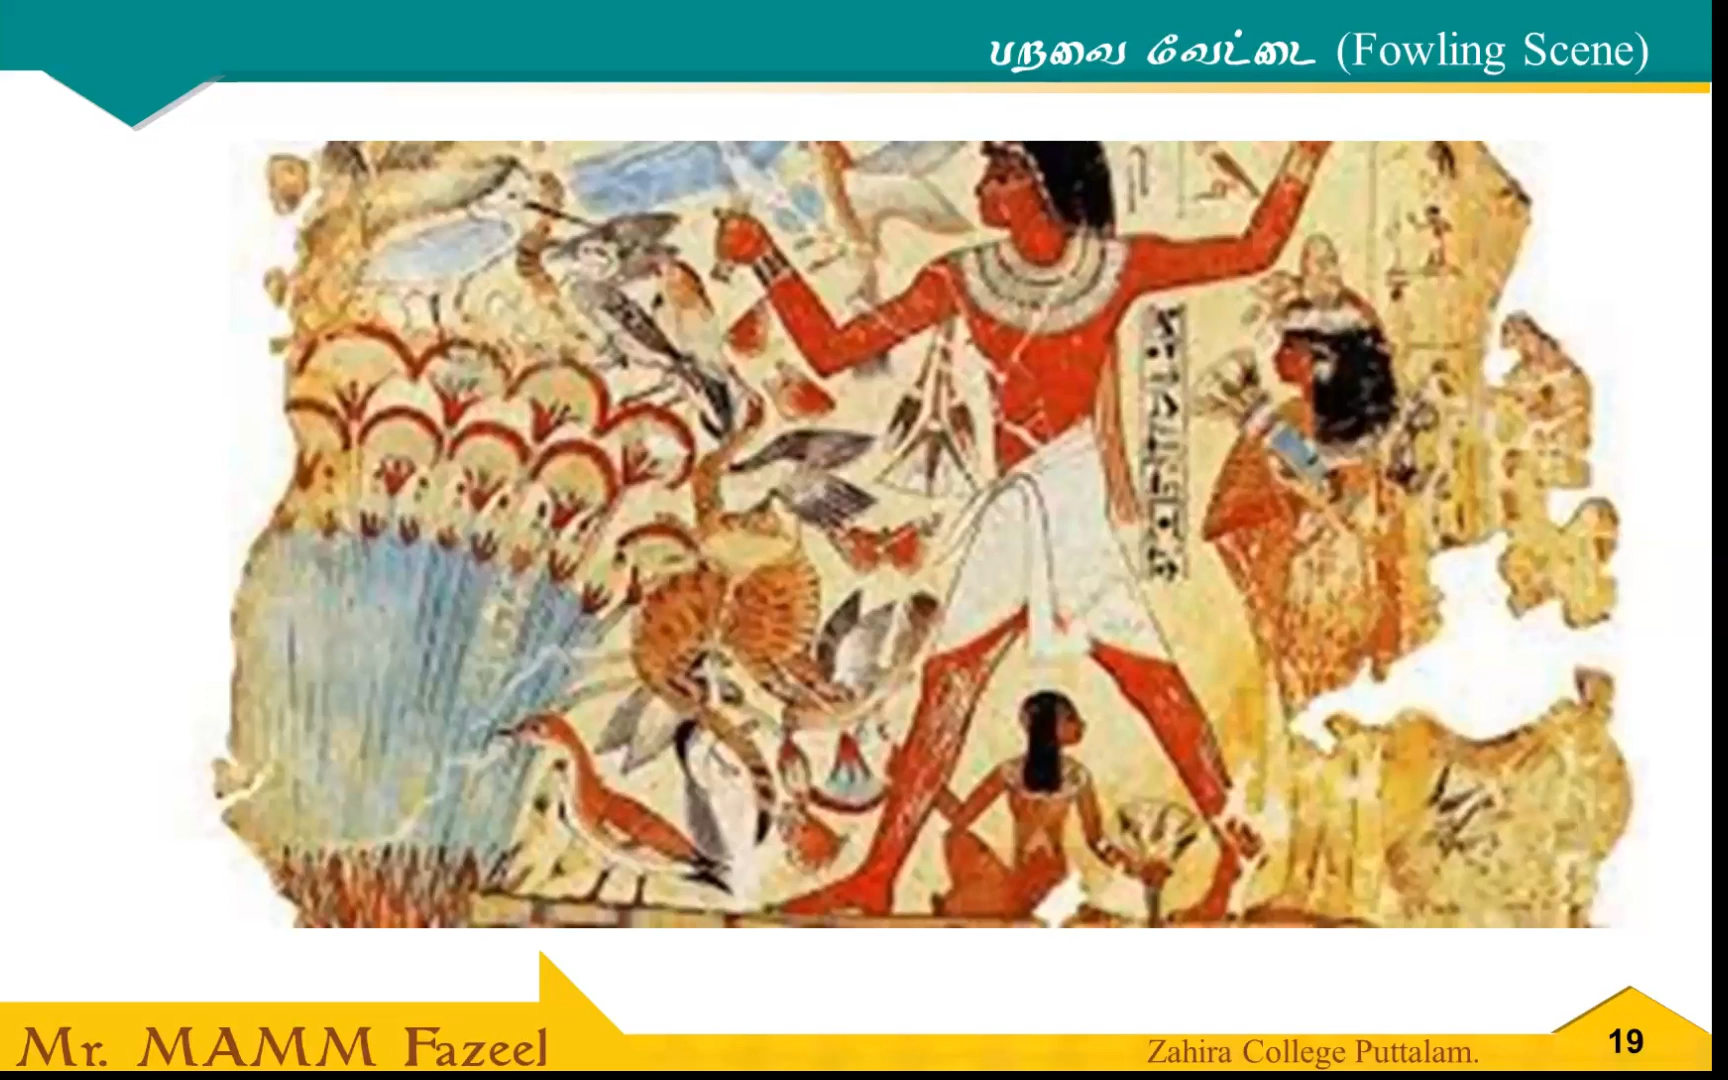 பறவை வேட்டை (Fowling Scene)
Mr. MAMM Fazeel
Zahira College Puttalam.
19